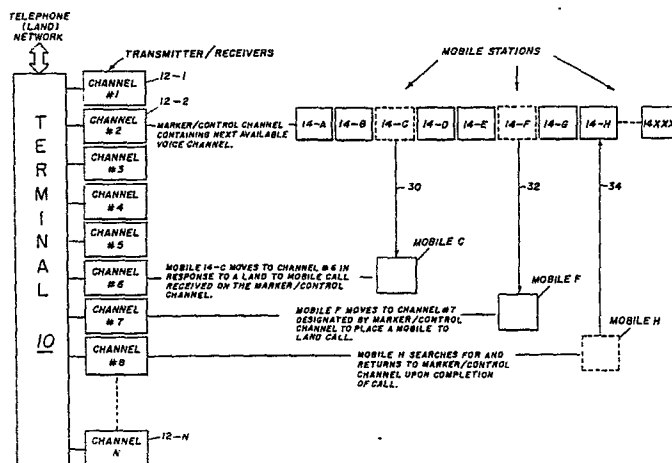 TELEPHONE
(LAND)
NETWORK
TRANSMITTER/RECEIVERS
MOBILE STATIONS
TERMINAL
10
CHANNEL
#1
12-1
12-2
CHANNEL
#2
MARKER/CONTROL CHANNEL
CONTAINING NEXT AVAILABLE
VOICE CHANNEL.
14-A
14-B
14-C
14-D
14-E
14-F
14-G
14-H
14XXX
CHANNEL
#3
CHANNEL
#4
CHANNEL
#5
30
32
34
CHANNEL
#6
MOBILE 14-C MOVES TO CHANNEL #6 IN
RESPONSE TO A LAND TO MOBILE CALL
RECEIVED ON THE MARKER/CONTROL
CHANNEL.
MOBILE C
CHANNEL
#7
MOBILE F MOVES TO CHANNEL #7
DESIGNATED BY MARKER/CONTROL
CHANNEL TO PLACE A MOBILE TO
LAND CALL.
MOBILE F
CHANNEL
#8
MOBILE H SEARCHES FOR AND
RETURNS TO MARKER/CONTROL
CHANNEL UPON COMPLETION
OF CALL.
MOBILE H
CHANNEL
N
12-N